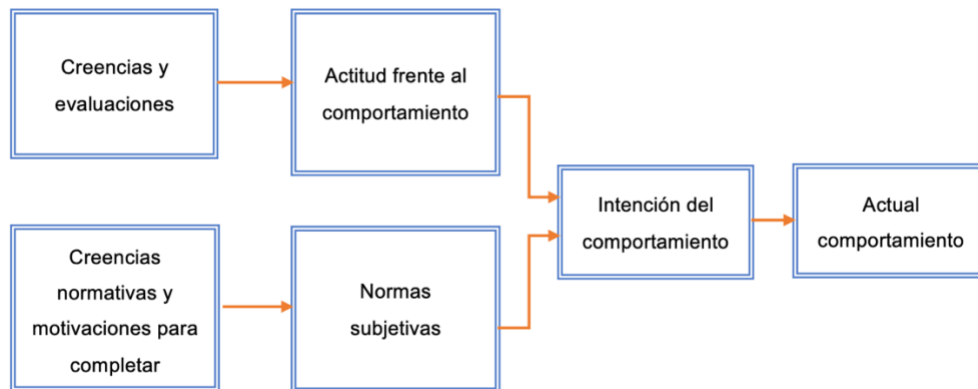 Creencias y
evaluaciones
Actitud frente al
comportamiento
Intención del
comportamiento
Actual
comportamiento
Creencias
normativas y
motivaciones para
completar
Normas
subjetivas